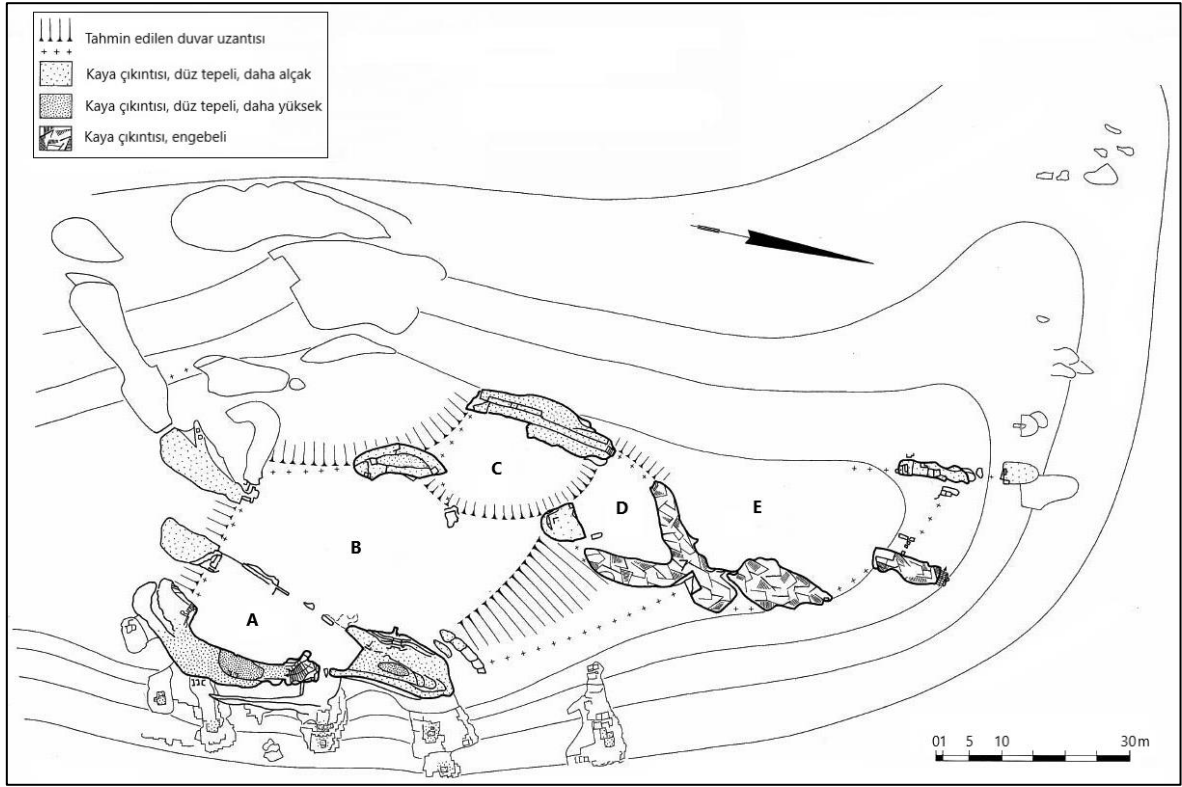 Tahmin edilen duvar uzantısı
Kaya çıkıntısı, düz tepeli, daha alçak
Kaya çıkıntısı, düz tepeli, daha yüksek
Kaya çıkıntısı, engebeli
C
D
E
B
A
01 5 10 30 m